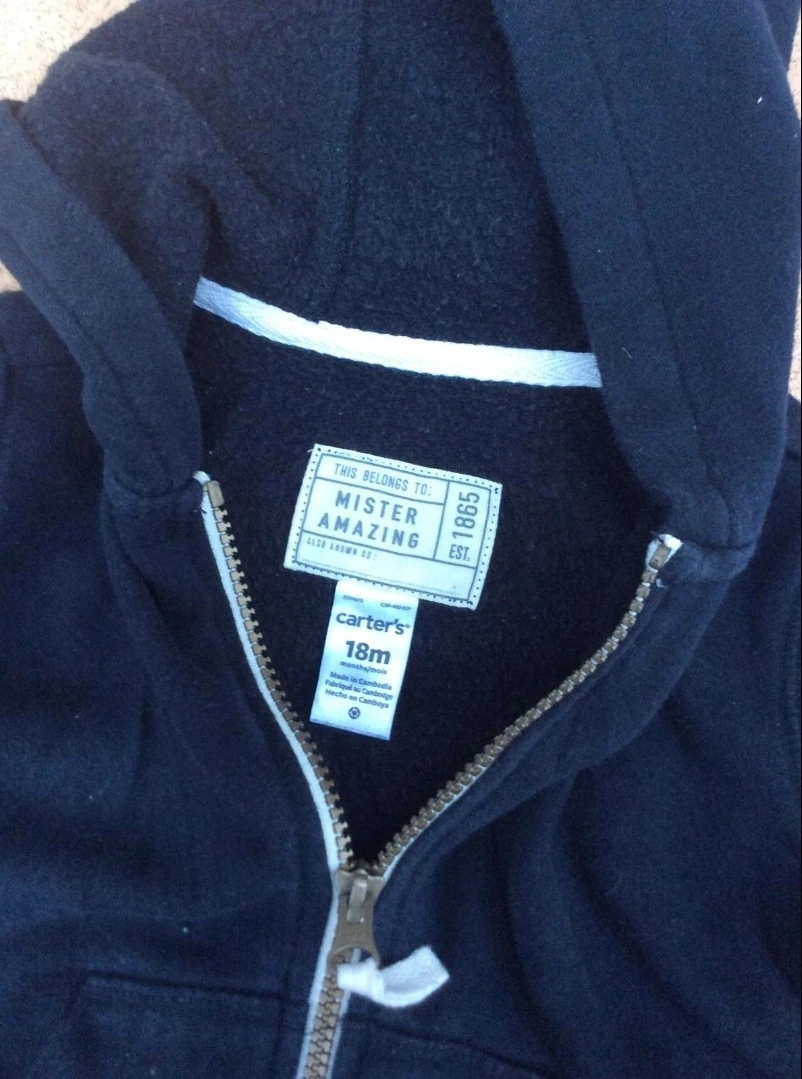 THIS BELONGS TO:
MISTER
AMAZING
ALSO KNOWN AS:
EST. 1865
carter's®
18m
months/mois
Made in Cambodia
Fabriqué au Cambodge
Hecho en Camboya